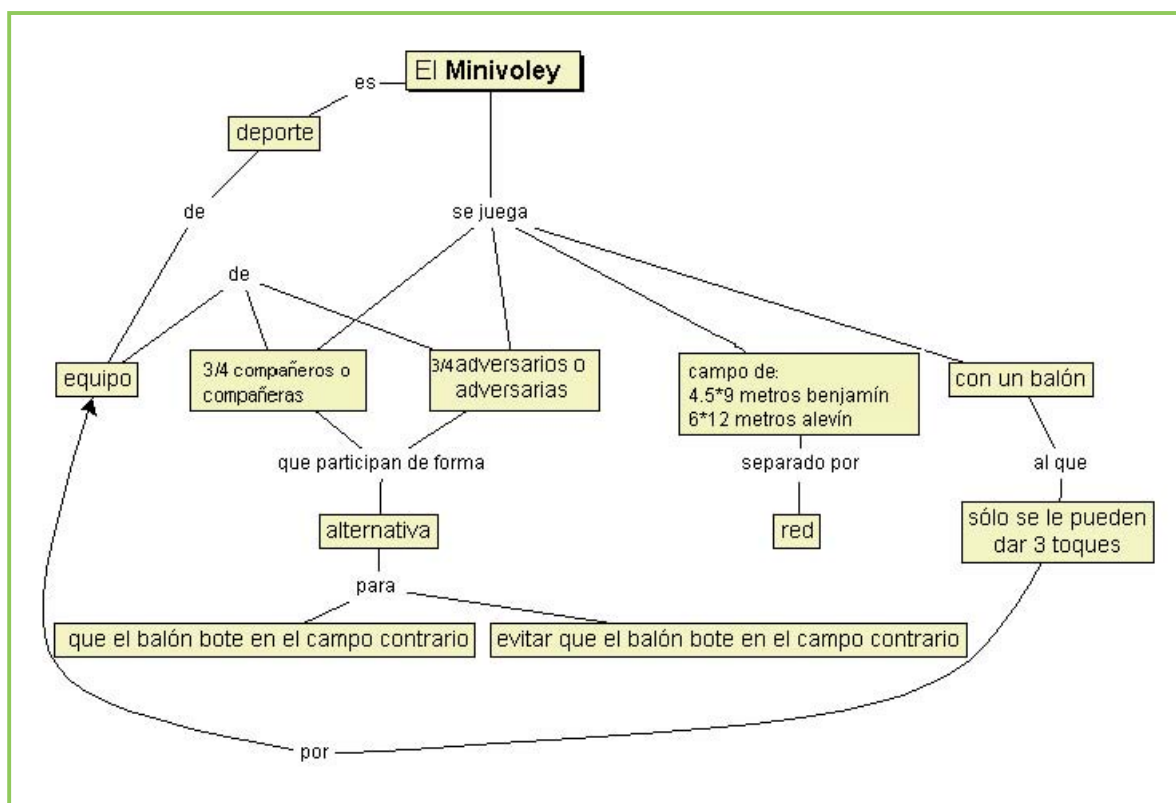 El Minivoley
es
deporte
de
se juega
de
equipo
3/4 compañeros o
compañeras
3/4 adversarios o
adversarias
campo de:
4.5*9 metros benjamín
6*12 metros alevín
con un balón
que participan de forma
separado por
al que
alternativa
red
sólo se le pueden
dar 3 toques
para
que el balón bote en el campo contrario
evitar que el balón bote en el campo contrario
por